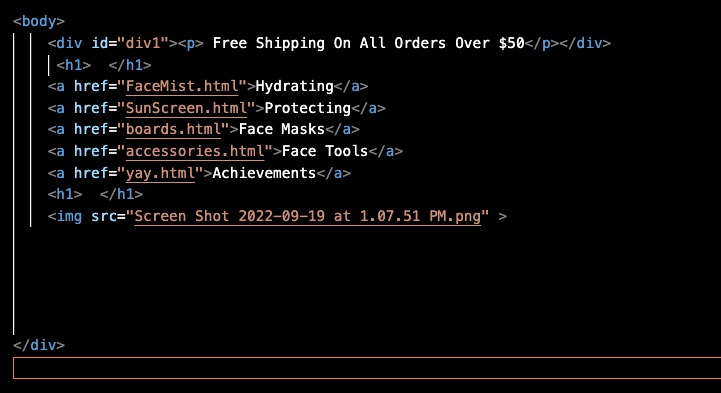 <body>
<div id="div1"><p> Free Shipping On All Orders Over $50</p></div>
<h1>  </h1>
<a href="FaceMist.html">Hydrating</a>
<a href="SunScreen.html">Protecting</a>
<a href="boards.html">Face Masks</a>
<a href="accessories.html">Face Tools</a>
<a href="yay.html">Achievements</a>
<h1>  </h1>
<img src="Screen Shot 2022-09-19 at 1.07.51 PM.png" >
</div>